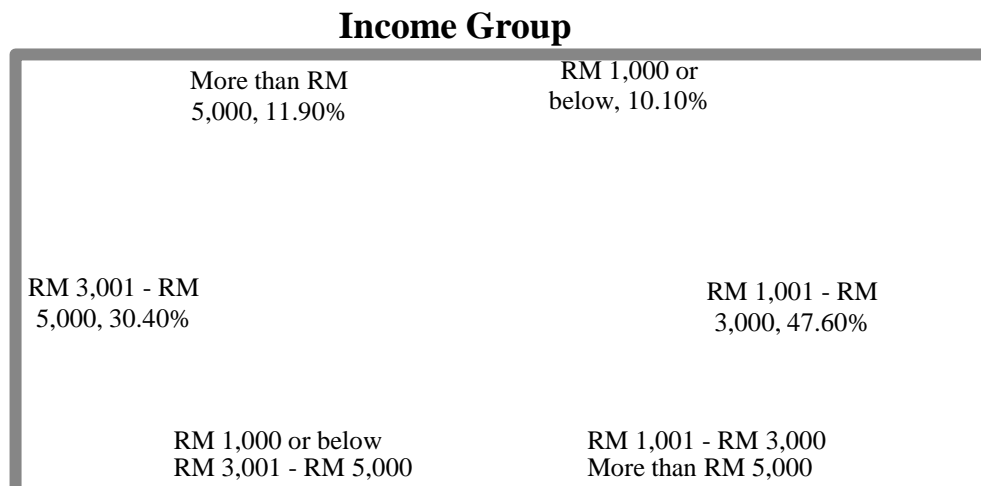 Income Group
More than RM
5,000, 11.90%
RM 1,000 or
below, 10.10%
RM 3,001 - RM
5,000, 30.40%
RM 1,001 - RM
3,000, 47.60%
RM 1,000 or below
RM 1,001 - RM 3,000
RM 3,001 - RM 5,000
More than RM 5,000